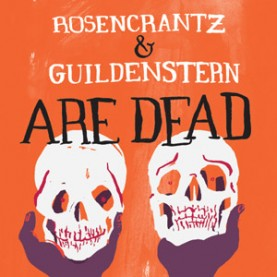 ROSENCRANTZ
&
GUILDENSTERN
ARE DEAD